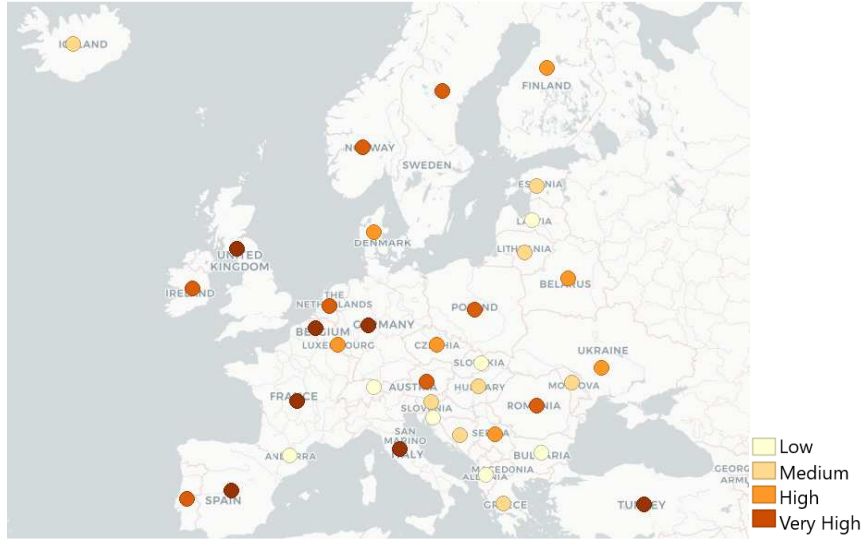 ICELAND
FINLAND
NORWAY
SWEDEN
ESTONIA
LATVIA
LITHUANIA
DENMARK
UNITED
KINGDOM
IRELAND
THE
NETHERLANDS
BELARUS
POLAND
BELGIUM
GERMANY
LUXEMBOURG
CZECHIA
UKRAINE
SLOVAKIA
AUSTRIA
HUNGARY
MOLDOVA
FRANCE
SLOVENIA
ROMANIA
SAN
MARINO
ITALY
SERBIA
ANDORRA
BULGARIA
MACEDONIA
ALBANIA
SPAIN
GREECE
TURKEY
GEORG
ARM
Low
Medium
High
Very High